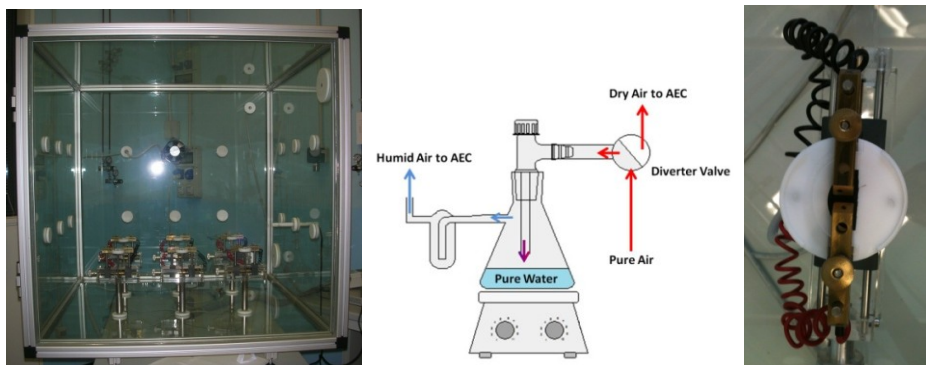 Dry Air to AEC
Humid Air to AEC
Diverter Valve
Pure Air
Pure Water